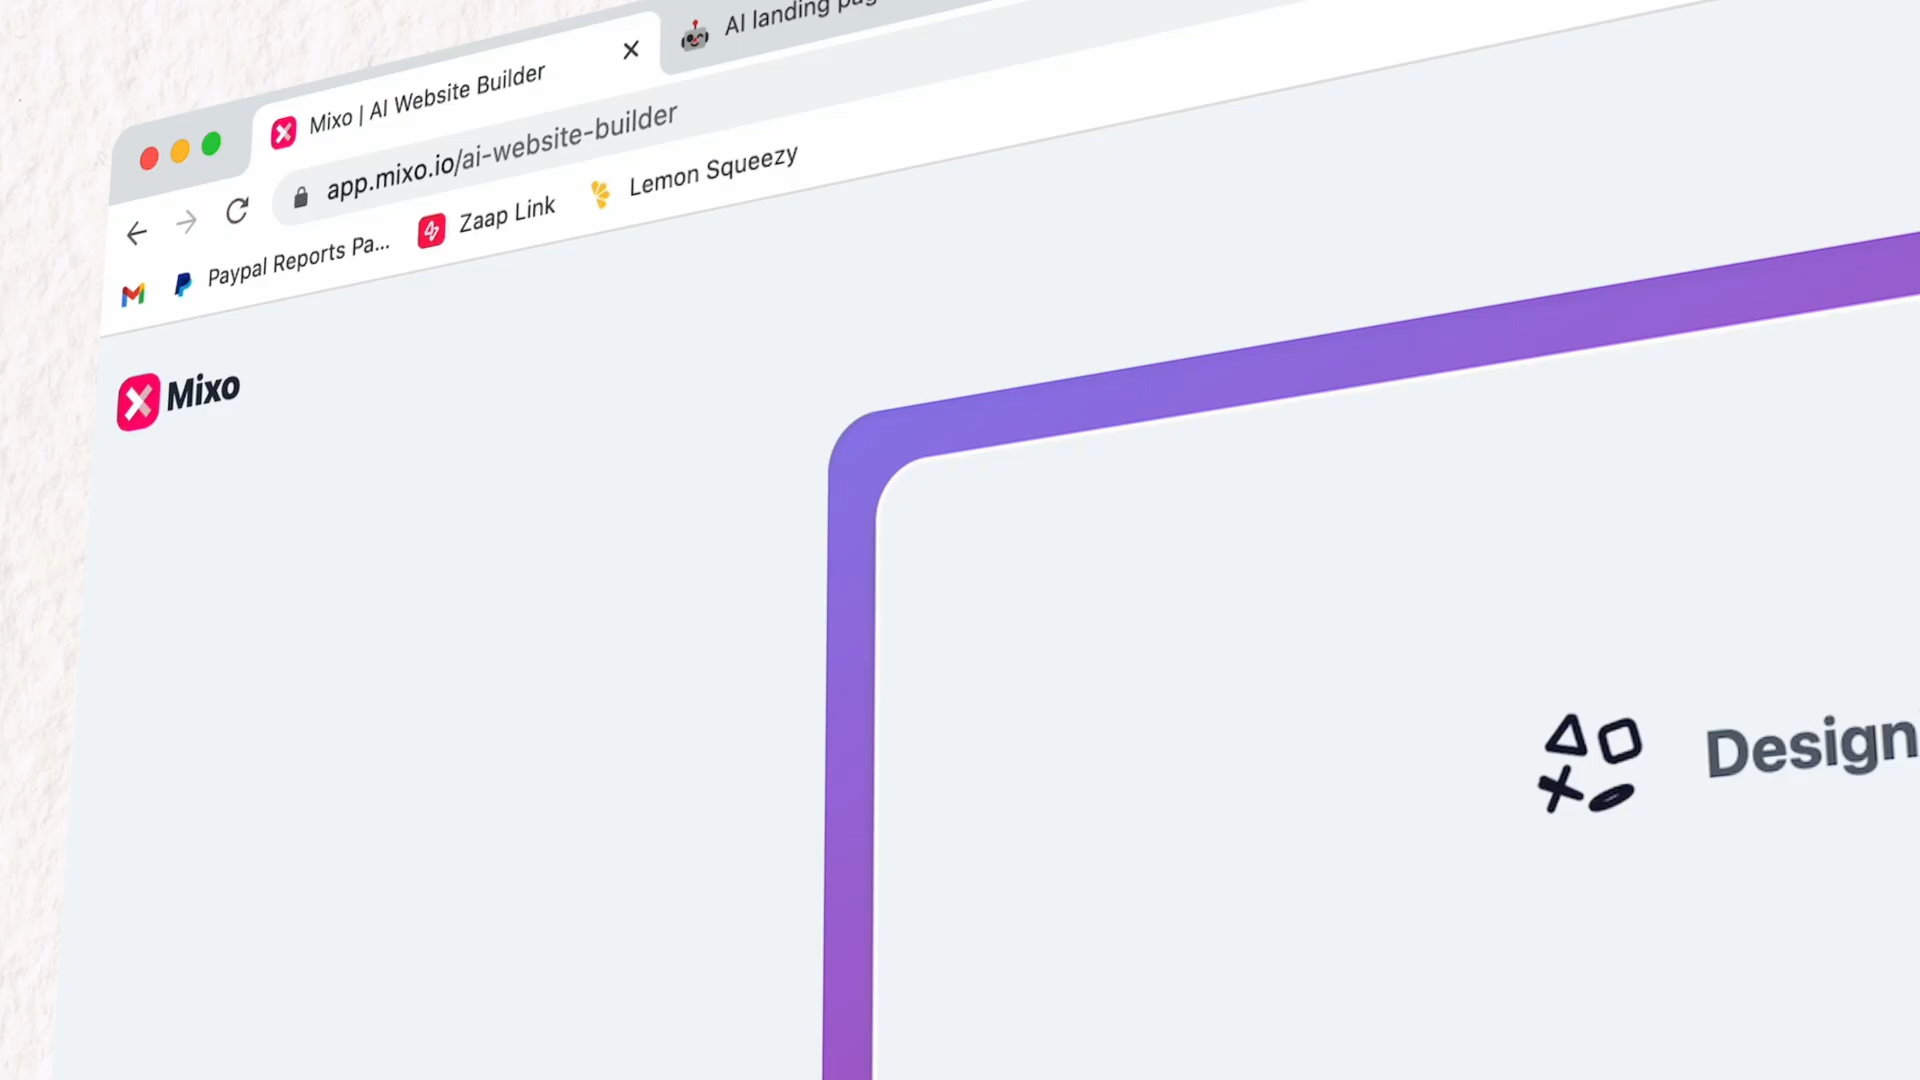 Mixo | AI Website Builder
AI landing
app.mixo.io/ai-website-builder
Paypal Reports Pa...
Zaap Link
Lemon Squeezy
Mixo
Design